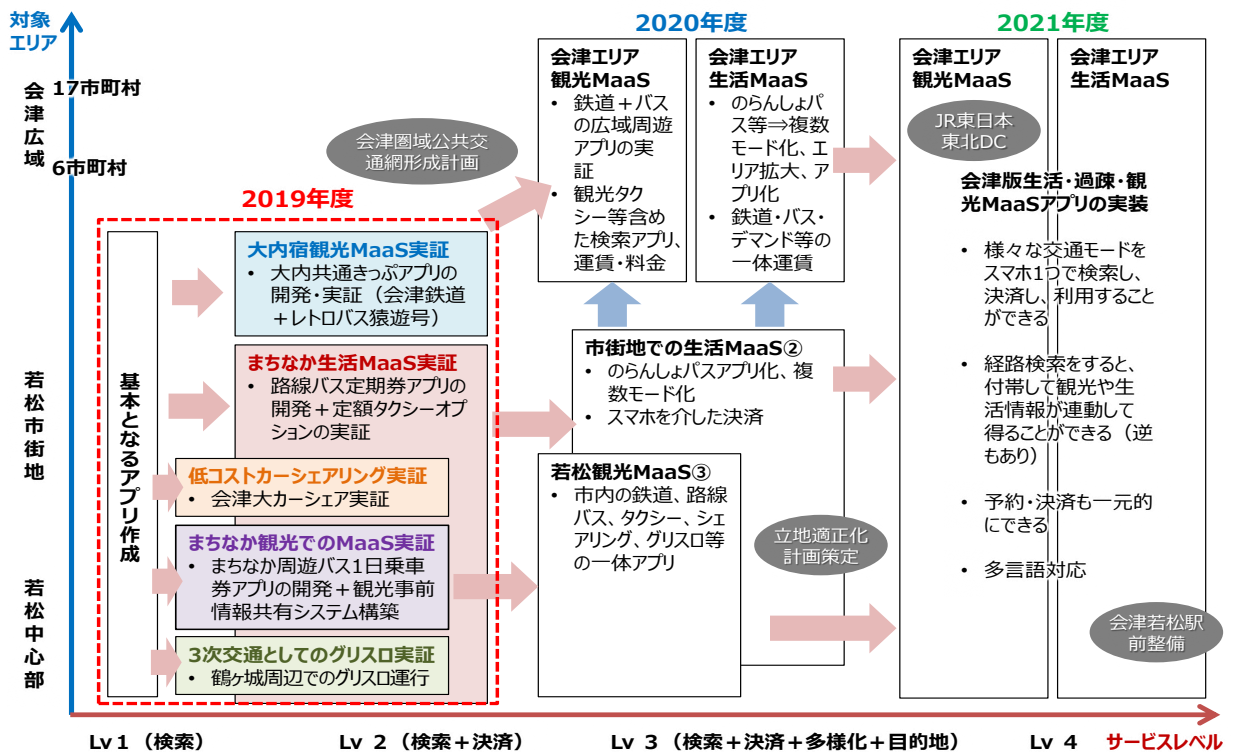 対象
エリア
2020年度
2021年度
会津広域
17市町村
6市町村
会津圏域公共交
通網形成計画
会津エリア
観光MaaS
• 鉄道＋バス
の広域周遊
アプリの実
証
• 観光タク
シー等含め
た検索アプリ、
運賃・料金
会津エリア
生活MaaS
• のらんしょパ
ス等⇒複数
モード化、エ
リア拡大、ア
プリ化
• 鉄道・バス・
デマンド等の
一体運賃
会津エリア
観光MaaS
会津エリア
生活MaaS
JR東日本
東北DC
会津版生活・過疎・観
光MaaSアプリの実装
• 様々な交通モードを
スマホ1つで検索し、
決済し、利用すること
ができる
• 経路検索をすると、
付帯して観光や生
活情報が連動して
得ることができる（逆
もあり）
• 予約・決済も一元的
にできる
• 多言語対応
会津若松駅
前整備
2019年度
基本となるアプリ作成
大内宿観光MaaS実証
• 大内共通きっぷアプリの
開発・実証（会津鉄道
＋レトロバス猿遊号）
まちなか生活MaaS実証
• 路線バス定期券アプリの
開発＋定額タクシーオプ
ションの実証
低コストカーシェアリング実証
• 会津大カーシェア実証
まちなか観光でのMaaS実証
• まちなか周遊バス1日乗車
券アプリの開発＋観光事前
情報共有システム構築
3次交通としてのグリスロ実証
• 鶴ヶ城周辺でのグリスロ運行
市街地での生活MaaS②
• のらんしょパスアプリ化、複
数モード化
• スマホを介した決済
若松観光MaaS③
• 市内の鉄道、路線
バス、タクシー、シェ
アリング、グリスロ等
の一体アプリ
立地適正化
計画策定
若松市街地
若松中心部
Lv１（検索）
Lv ２（検索＋決済）
Lv ３（検索＋決済＋多様化＋目的地）
Lv ４
サービスレベル